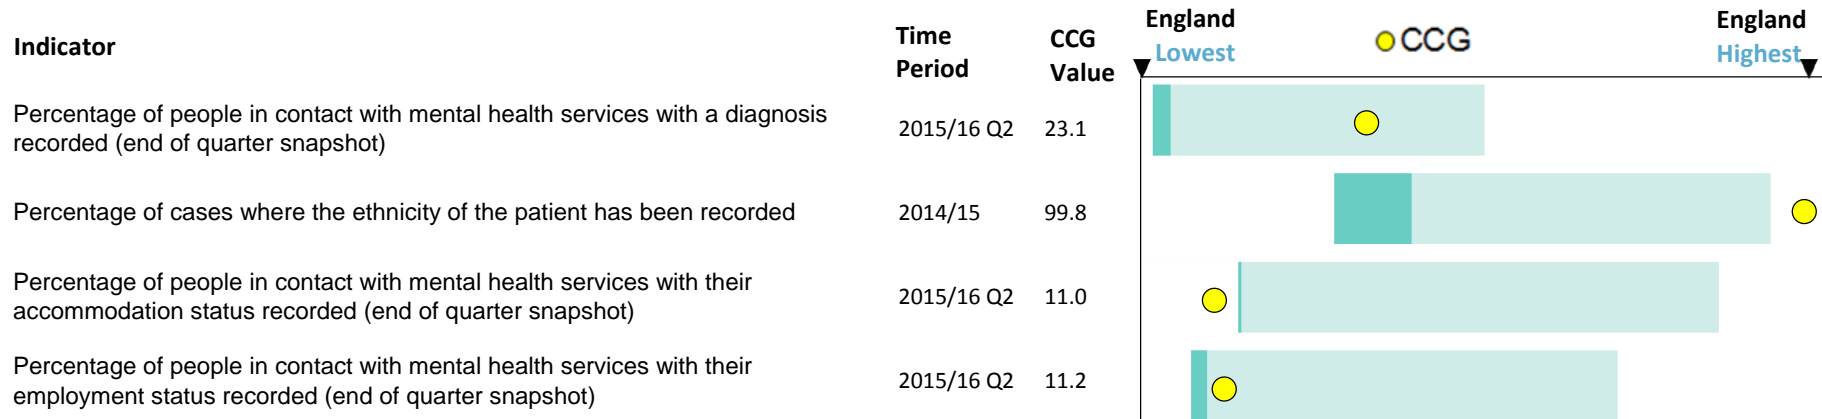 Indicator
Time
Period
CCG
Value
England
Lowest
CCG
England
Highest
Percentage of people in contact with mental health services with a diagnosis
recorded (end of quarter snapshot)
2015/16 Q2
23.1
Percentage of cases where the ethnicity of the patient has been recorded
2014/15
99.8
Percentage of people in contact with mental health services with their
accommodation status recorded (end of quarter snapshot)
2015/16 Q2
11.0
Percentage of people in contact with mental health services with their
employment status recorded (end of quarter snapshot)
2015/16 Q2
11.2